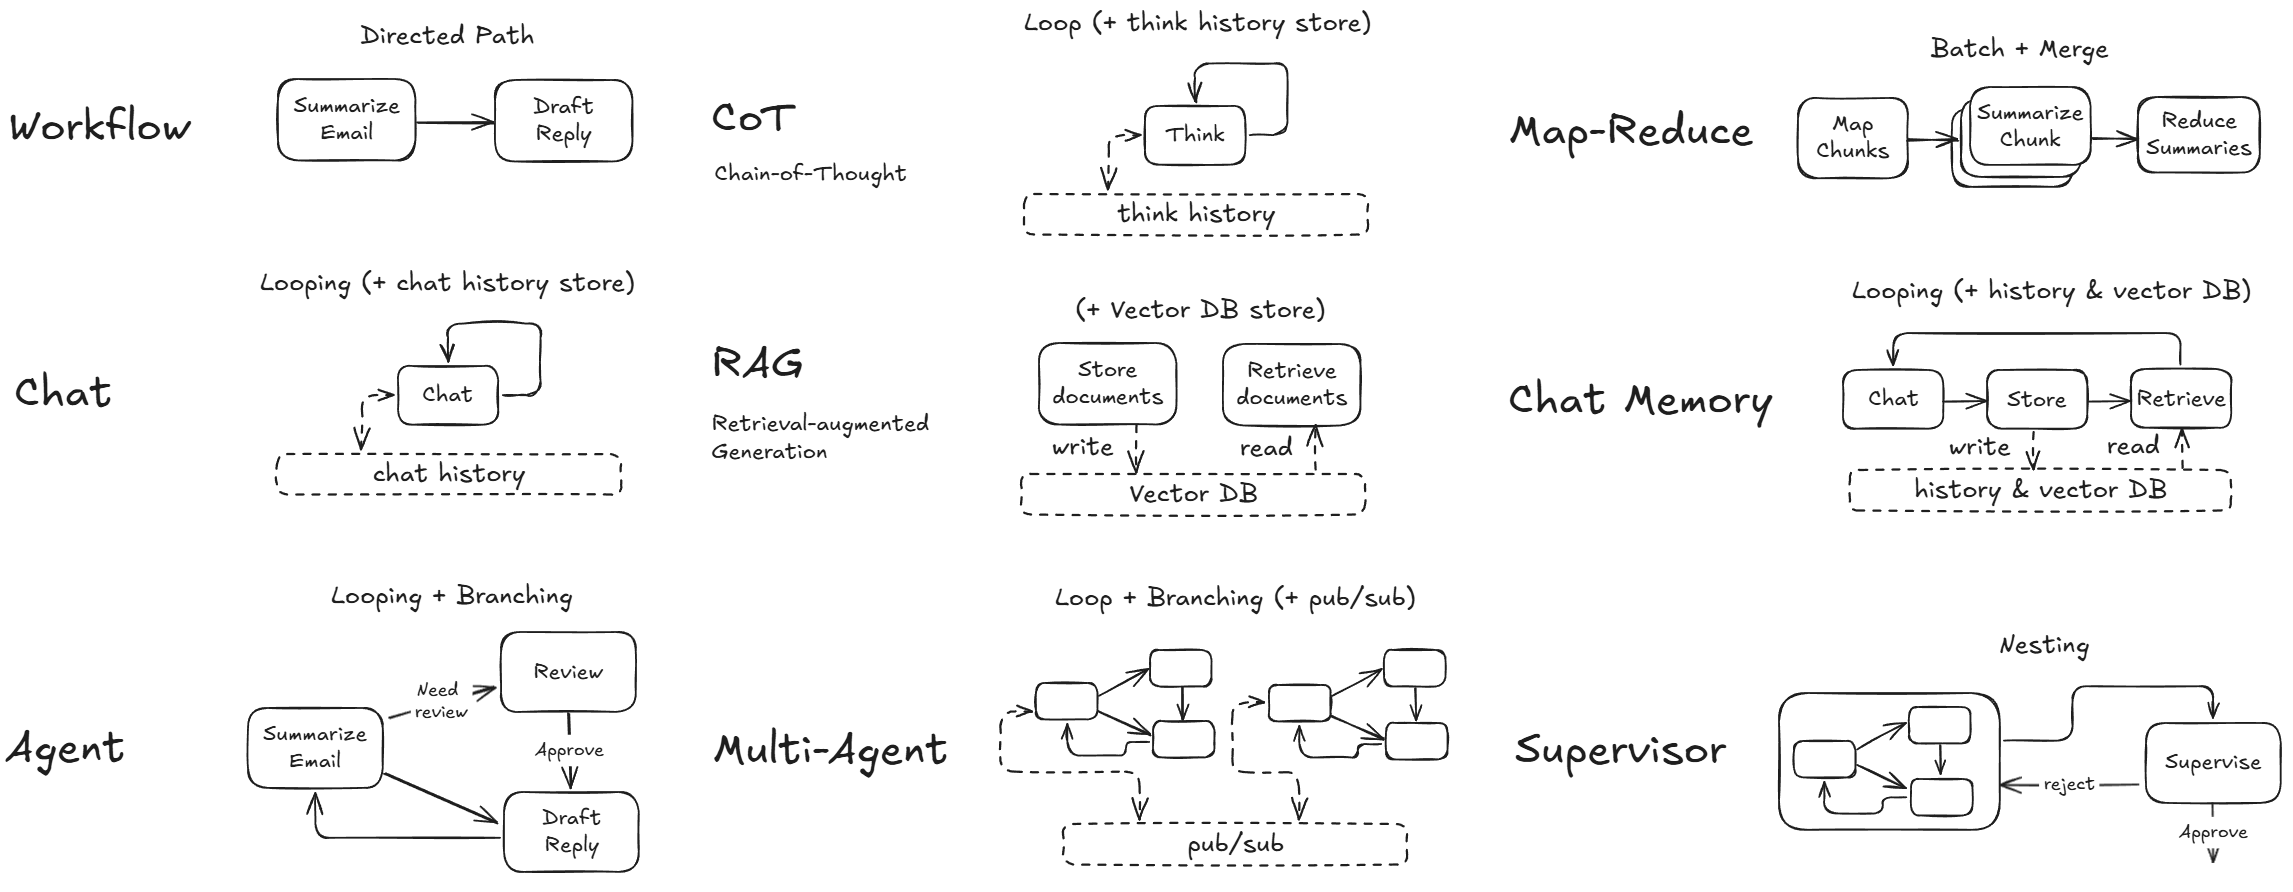 Workflow
Directed Path
Summarize
Email
Draft
Reply
CoT
Chain-of-Thought
Loop (+ think history store)
Think
think history
Map-Reduce
Batch + Merge
Map
Chunks
Summarize
Chunk
Reduce
Summaries
Chat
Looping (+ chat history store)
Chat
chat history
RAG
Retrieval-augmented
Generation
(+ Vector DB store)
Store
documents
Retrieve
documents
write
read
Vector DB
Chat Memory
Looping (+ history & vector DB)
Chat
Store
Retrieve
write
read
history & vector DB
Agent
Looping + Branching
Summarize
Email
Need
review
Review
Approve
Draft
Reply
Multi-Agent
Loop + Branching (+ pub/sub)
pub/sub
Supervisor
Nesting
Supervise
reject
Approve